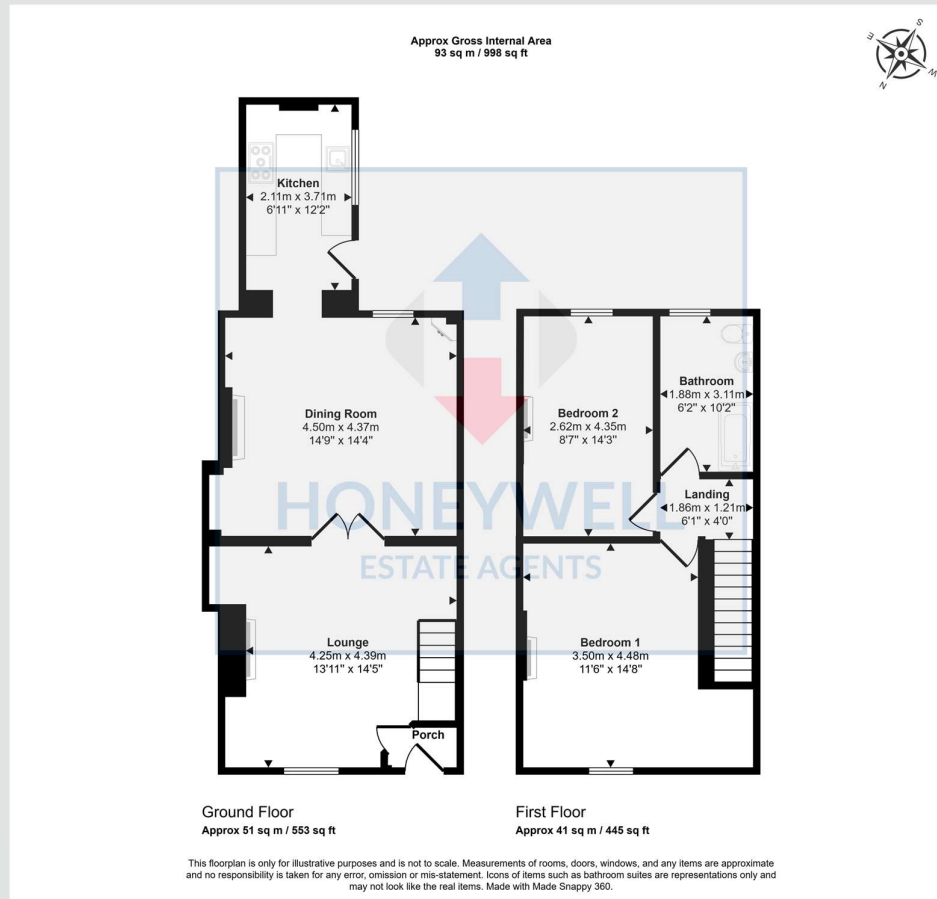 Approx Gross Internal Area
93 sq m / 998 sq ft
S
E
W
N
Kitchen
2.11m x 3.71m
6'11" x 12'2"
Dining Room
4.50m x 4.37m
14'9" x 14'4"
Bedroom 2
2.62m x 4.35m
8'7" x 14'3"
Bathroom
1.88m x 3.11m
6'2" x 10'2"
Landing
1.86m x 1.21m
6'1" x 4'0"
HONEYWELL
ESTATE AGENTS
Lounge
4.25m x 4.39m
13'11" x 14'5"
Bedroom 1
3.50m x 4.48m
11'6" x 14'8"
Porch
Ground Floor
Approx 51 sq m / 553 sq ft
First Floor
Approx 41 sq m / 445 sq ft
This floorplan is only for illustrative purposes and is not to scale. Measurements of rooms, doors, windows, and any items are approximate
and no responsibility is taken for any error, omission or mis-statement. Icons of items such as bathroom suites are representations only and
may not look like the real items. Made with Made Snappy 360.